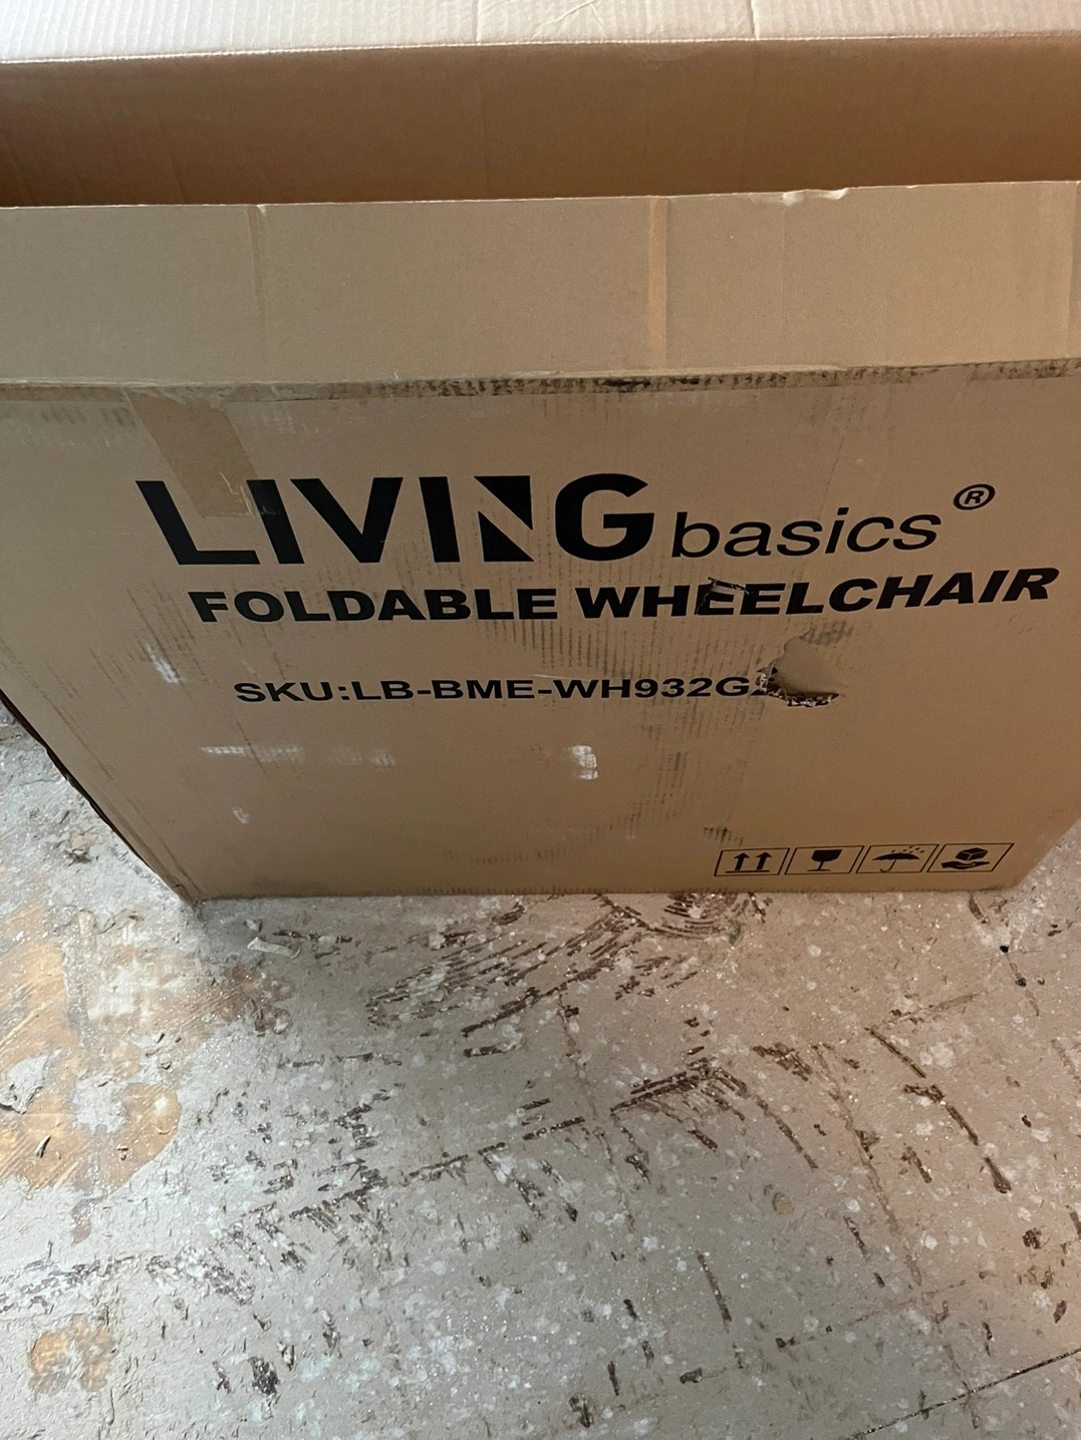 LIVING basics ®
FOLDABLE WHEELCHAIR
SKU:LB-BME-WH932G